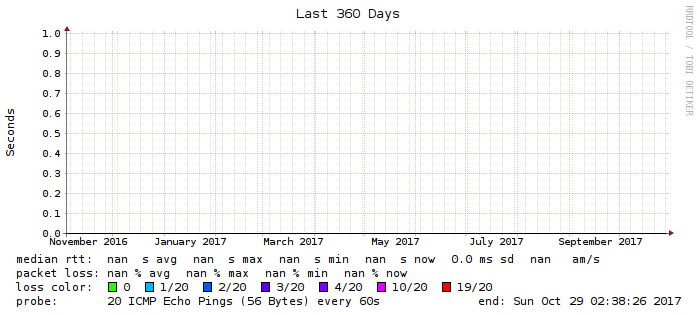 Last 360 Days
RRDTOOL / TOBI OETIKER
Seconds
1.0
0.9
0.8
0.7
0.6
0.5
0.4
0.3
0.2
0.1
0.0
November 2016 January 2017 March 2017 May 2017 July 2017 September 2017
median rtt: nan s avg nan s max nan s min nan s now 0.0 ms sd nan am/s
packet loss: nan % avg nan % max nan % min nan % now
loss color: 0 1/20 2/20 3/20 4/20 10/20 19/20
probe: 20 ICMP Echo Pings (56 Bytes) every 60s end: Sun Oct 29 02:38:26 2017